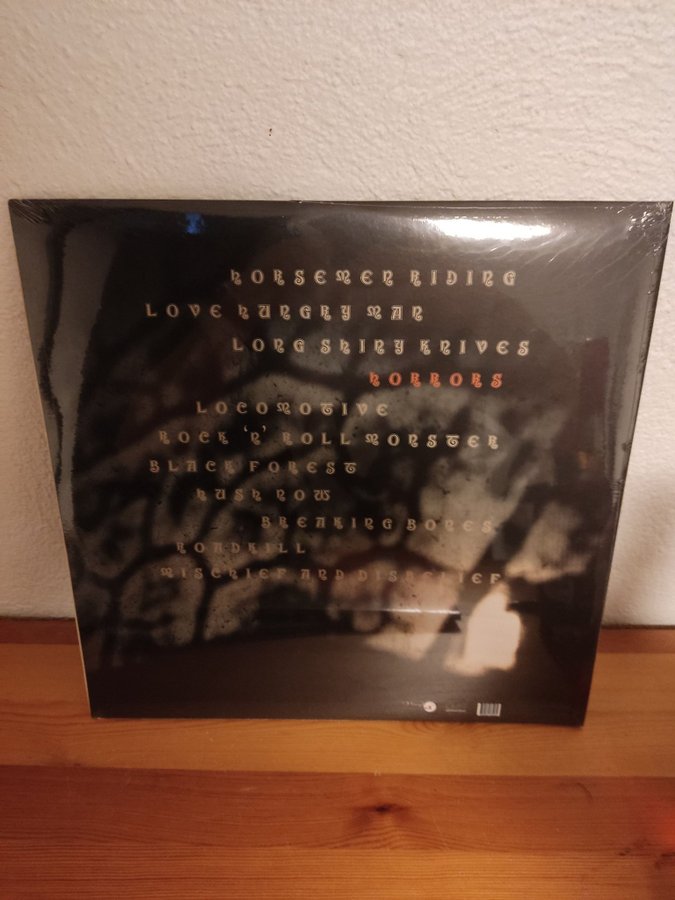 HORSEMEN RIDING
LOVE HUNGRY MAN
LONG SHINY KNIVES
HORRORS
LOCOMOTIVE
ROCK 'N' ROLL MONSTER
BLACK FOREST
HUSH NOW
BREAKING BONES
ROADKILL
MISCHIEF AND DISBELIEF